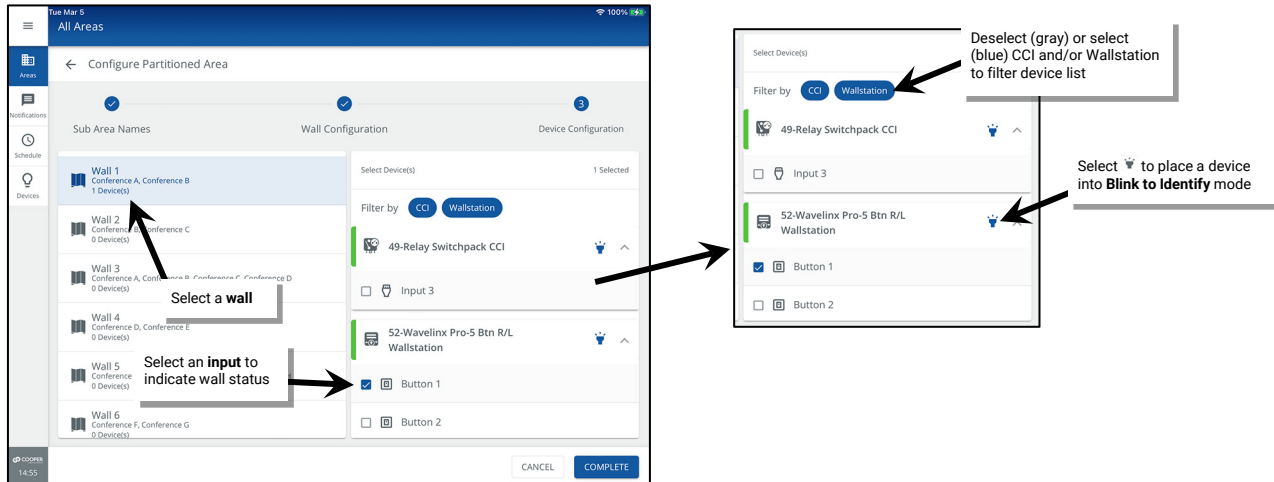 Tue Mar 5
100%
All Areas
Areas
Notifications
Schedule
Devices
COOPER
14:55
Configure Partitioned Area
Sub Area Names
Wall Configuration
3
Device Configuration
Wall 1
Conference A, Conference B
1 Device(s)
Wall 2
Conference B, Conference C
0 Device(s)
Wall 3
Conference A, Conference B, Conference C, Conference D
0 Device(s)
Wall 4
Conference D, Conference E
0 Device(s)
Wall 5
Conference
0 Device(s)
Wall 6
Conference F, Conference G
0 Device(s)
Select a wall
Select an input to
indicate wall status
Select Device(s)
1 Selected
Filter by CCI Wallstation
49-Relay Switchpack CCI
Input 3
52-Wavelinx Pro-5 Btn R/L
Wallstation
Button 1
Button 2
CANCEL
COMPLETE
Select Device(s)
Filter by CCI Wallstation
49-Relay Switchpack CCI
Input 3
52-Wavelinx Pro-5 Btn R/L
Wallstation
Button 1
Button 2
Deselect (gray) or select
(blue) CCI and/or Wallstation
to filter device list
Select to place a device
into Blink to Identify mode